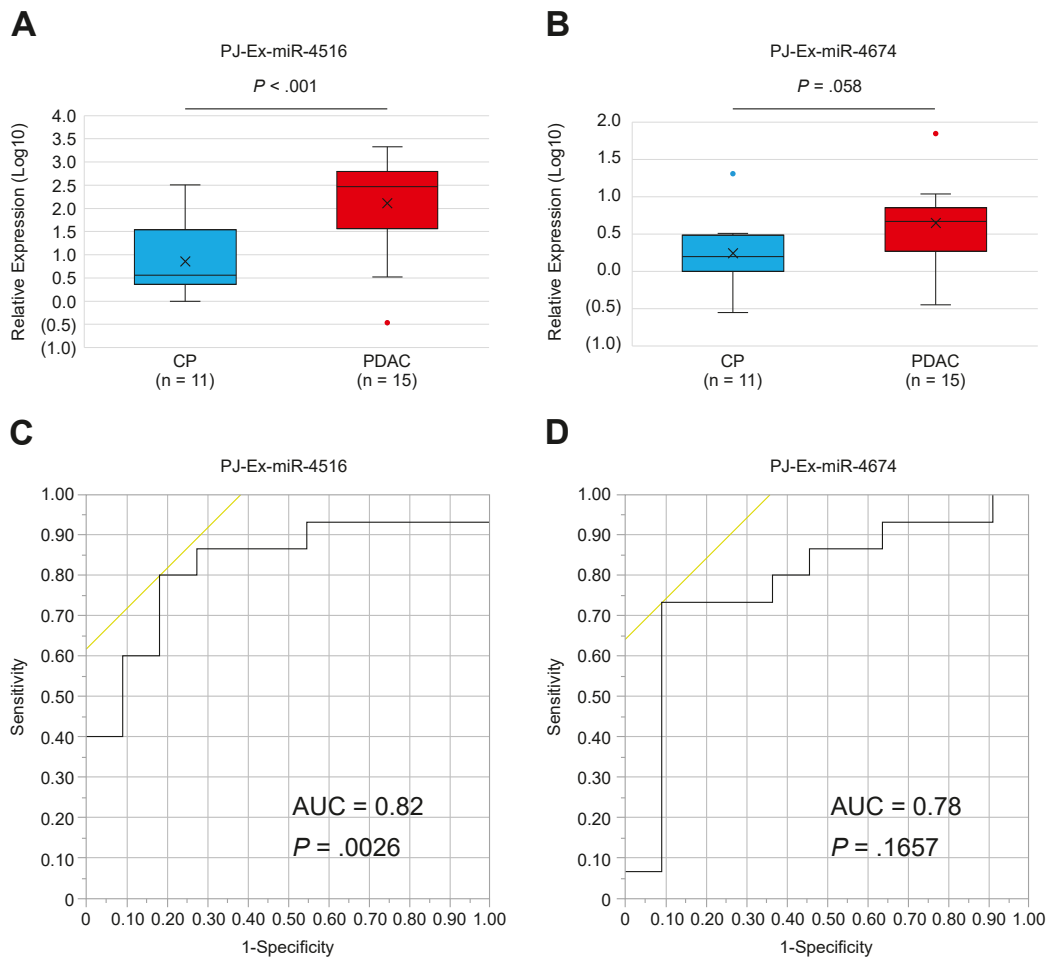 A
PJ-Ex-miR-4516
P < .001
Relative Expression (Log10)
4.0
3.5
3.0
2.5
2.0
1.5
1.0
0.5
0.0
(0.5)
(1.0)
CP
(n = 11)
PDAC
(n = 15)
B
PJ-Ex-miR-4674
P = .058
Relative Expression (Log10)
2.0
1.5
1.0
0.5
0.0
(0.5)
(1.0)
CP
(n = 11)
PDAC
(n = 15)
C
PJ-Ex-miR-4516
Sensitivity
1.00
0.90
0.80
0.70
0.60
0.50
0.40
0.30
0.20
0.10
0
AUC = 0.82
P = .0026
0 0.10 0.20 0.30 0.40 0.50 0.60 0.70 0.80 0.90 1.00
1-Specificity
D
PJ-Ex-miR-4674
Sensitivity
1.00
0.90
0.80
0.70
0.60
0.50
0.40
0.30
0.20
0.10
0
AUC = 0.78
P = .1657
0 0.10 0.20 0.30 0.40 0.50 0.60 0.70 0.80 0.90 1.00
1-Specificity